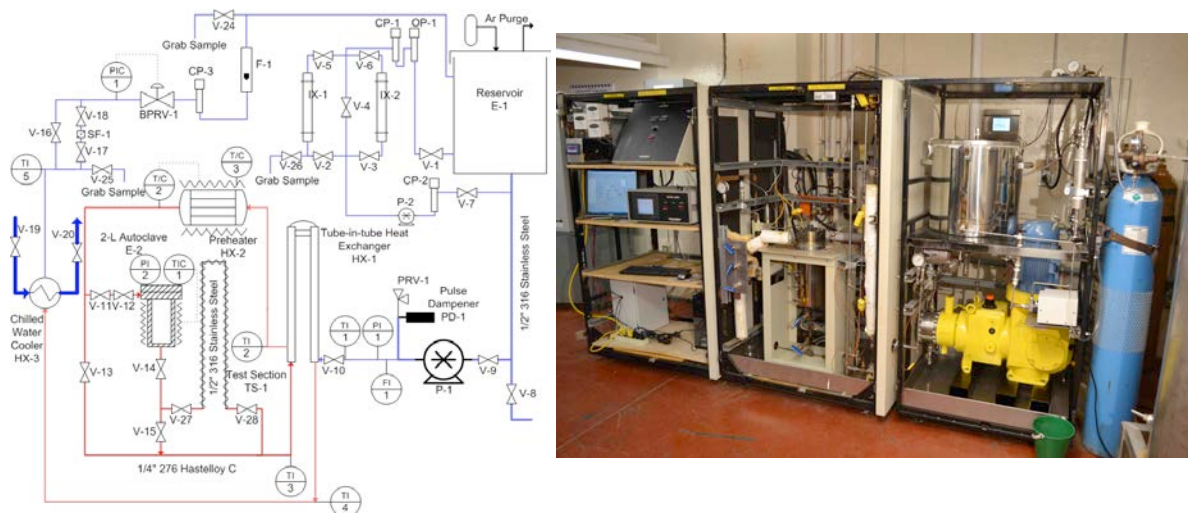 V-24
Grab Sample
F-1
CP-1
OP-1
Ar Purge
V-5
V-6
PIC
1
CP-3
BPRV-1
IX-1
IX-2
V-4
Reservoir
E-1
V-18
SF-1
V-17
V-16
TI
5
V-25
Grab Sample
V-26
Grab Sample
V-2
V-3
V-1
CP-2
V-7
P-2
T/C
2
T/C
3
V-19
V-20
Preheater
HX-2
2-L Autoclave
E-2
PI
2
TIC
1
Tube-in-tube Heat
Exchanger
HX-1
1/2" 316 Stainless Steel
1/2" 316 Stainless Steel
V-11
V-12
Chilled
Water
Cooler
HX-3
PRV-1
Pulse
Dampener
PD-1
TI
1
PI
1
TI
2
V-10
FI
1
P-1
V-9
V-8
V-13
V-14
Test Section
TS-1
V-27
V-28
V-15
1/4" 276 Hastelloy C
TI
3
TI
4